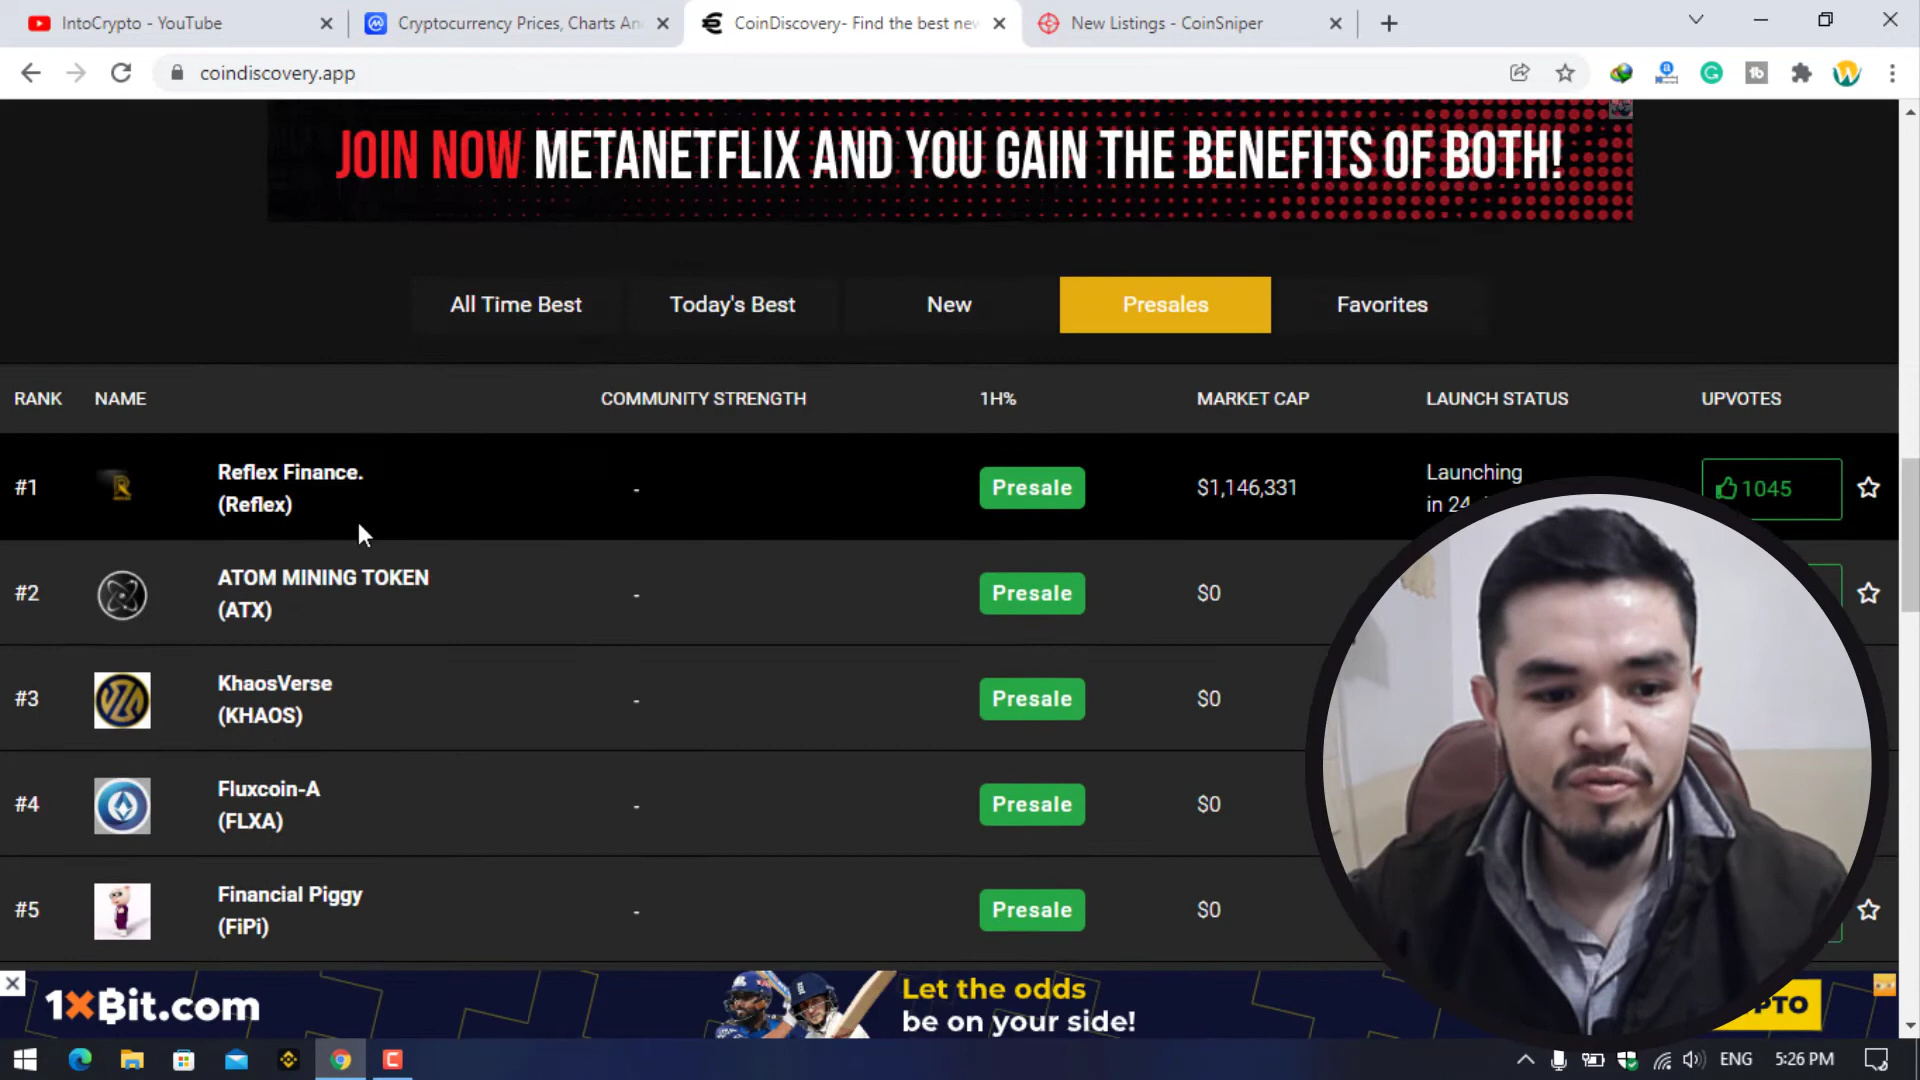 IntoCrypto - YouTube
Cryptocurrency Prices, Charts An
CoinDiscovery- Find the best new
New Listings - CoinSniper
coindiscovery.app
JOIN NOW METANETFLIX AND YOU GAIN THE BENEFITS OF BOTH!
All Time Best
Today's Best
New
Presales
Favorites
RANK
NAME
COMMUNITY STRENGTH
1H%
MARKET CAP
LAUNCH STATUS
UPVOTES
#1
Reflex Finance.
(Reflex)
-
Presale
$1,146,331
Launching
in 24
1045
#2
ATOM MINING TOKEN
(ATX)
-
Presale
$0
#3
KhaosVerse
(KHAOS)
-
Presale
$0
#4
Fluxcoin-A
(FLXA)
-
Presale
$0
#5
Financial Piggy
(FiPi)
-
Presale
$0
1XBit.com
Let the odds
be on your side!
PTO
ENG
5:26 PM